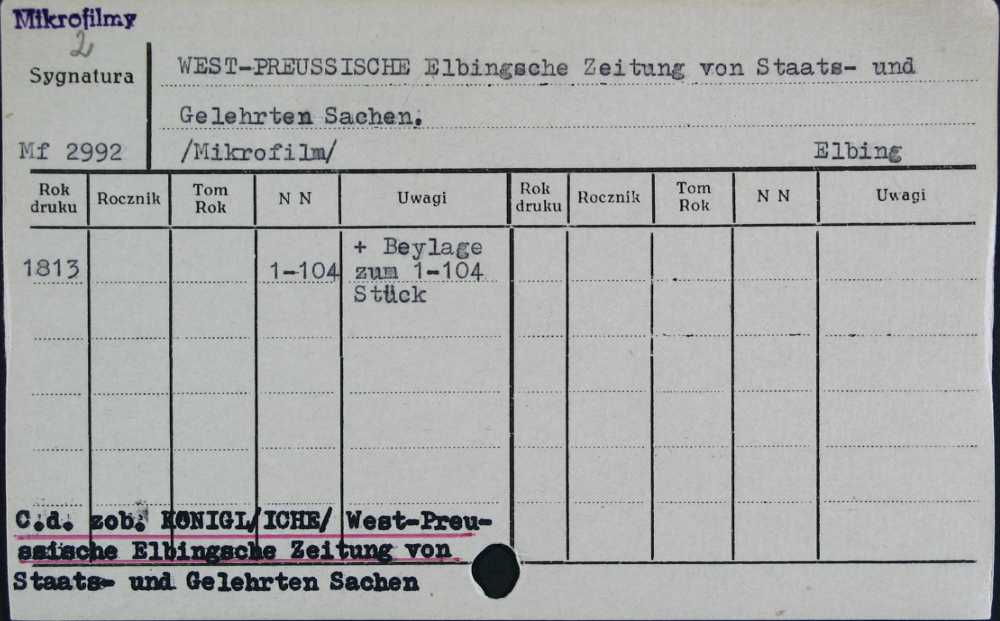 Mikrofilmy
2
Sygnatura
WEST-PREUSSISCHE Elbingsche Zeitung von Staats- und
Gelehrten Sachen.
Mf 2992
/Mikrofilm/ Elbing
Rok druku Rocznik Tom Rok N N Uwagi Rok druku Rocznik Tom Rok N N Uwagi
1813 1-104 + Beylage
zum 1-104
Stück
C.d. zob. KÖNIGL/ICHE/ West-Preu-
ssische Elbingsche Zeitung von
Staats- und Gelehrten Sachen